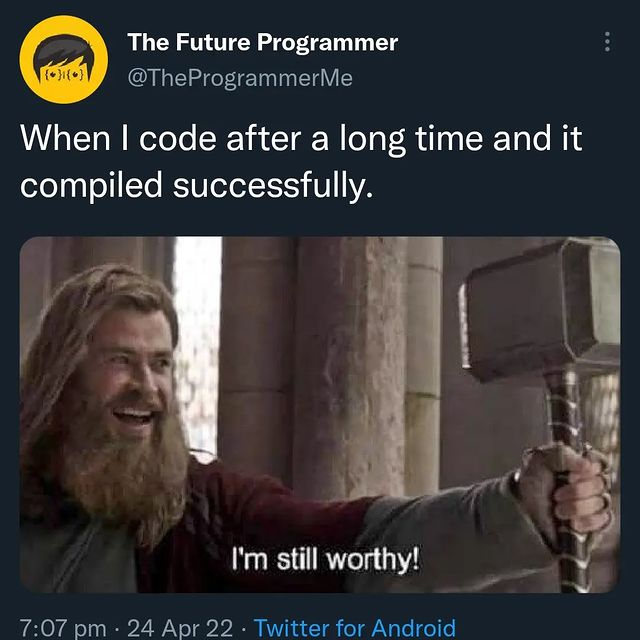 The Future Programmer
@TheProgrammerMe
When I code after a long time and it
compiled successfully.
I'm still worthy!
7:07 pm · 24 Apr 22 · Twitter for Android